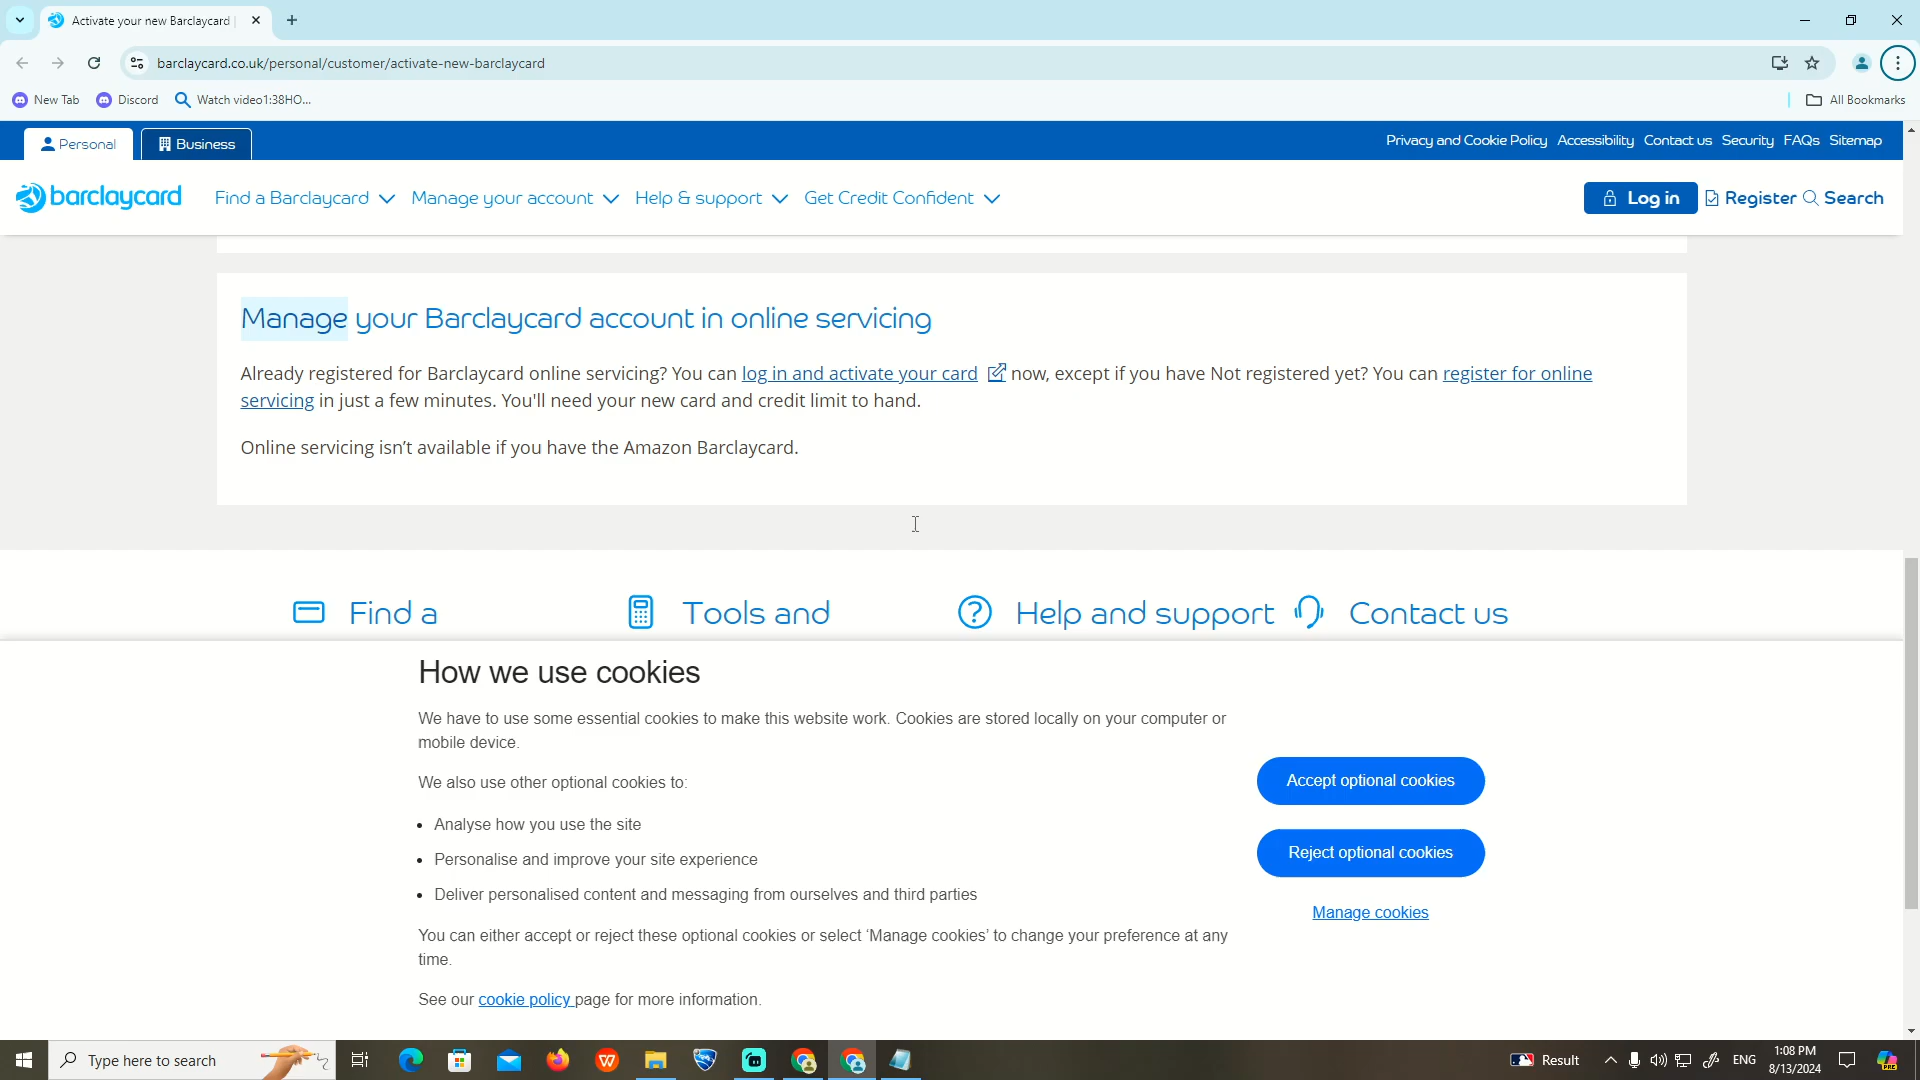 Activate your new Barclaycard |
barclaycard.co.uk/personal/customer/activate-new-barclaycard
New Tab Discord Watch video1:38HO... All Bookmarks
Personal Business Privacy and Cookie Policy Accessibility Contact us Security FAQs Sitemap
barclaycard Find a Barclaycard Manage your account Help & support Get Credit Confident Log in Register Search
Manage your Barclaycard account in online servicing
Already registered for Barclaycard online servicing? You can log in and activate your card now, except if you have Not registered yet? You can register for online
servicing in just a few minutes. You'll need your new card and credit limit to hand.
Online servicing isn’t available if you have the Amazon Barclaycard.
Find a Tools and Help and support Contact us
How we use cookies
We have to use some essential cookies to make this website work. Cookies are stored locally on your computer or
mobile device.
We also use other optional cookies to:
• Analyse how you use the site
• Personalise and improve your site experience
• Deliver personalised content and messaging from ourselves and third parties
You can either accept or reject these optional cookies or select ‘Manage cookies’ to change your preference at any
time.
See our cookie policy page for more information.
Accept optional cookies
Reject optional cookies
Manage cookies
Type here to search Result ENG 1:08 PM
8/13/2024